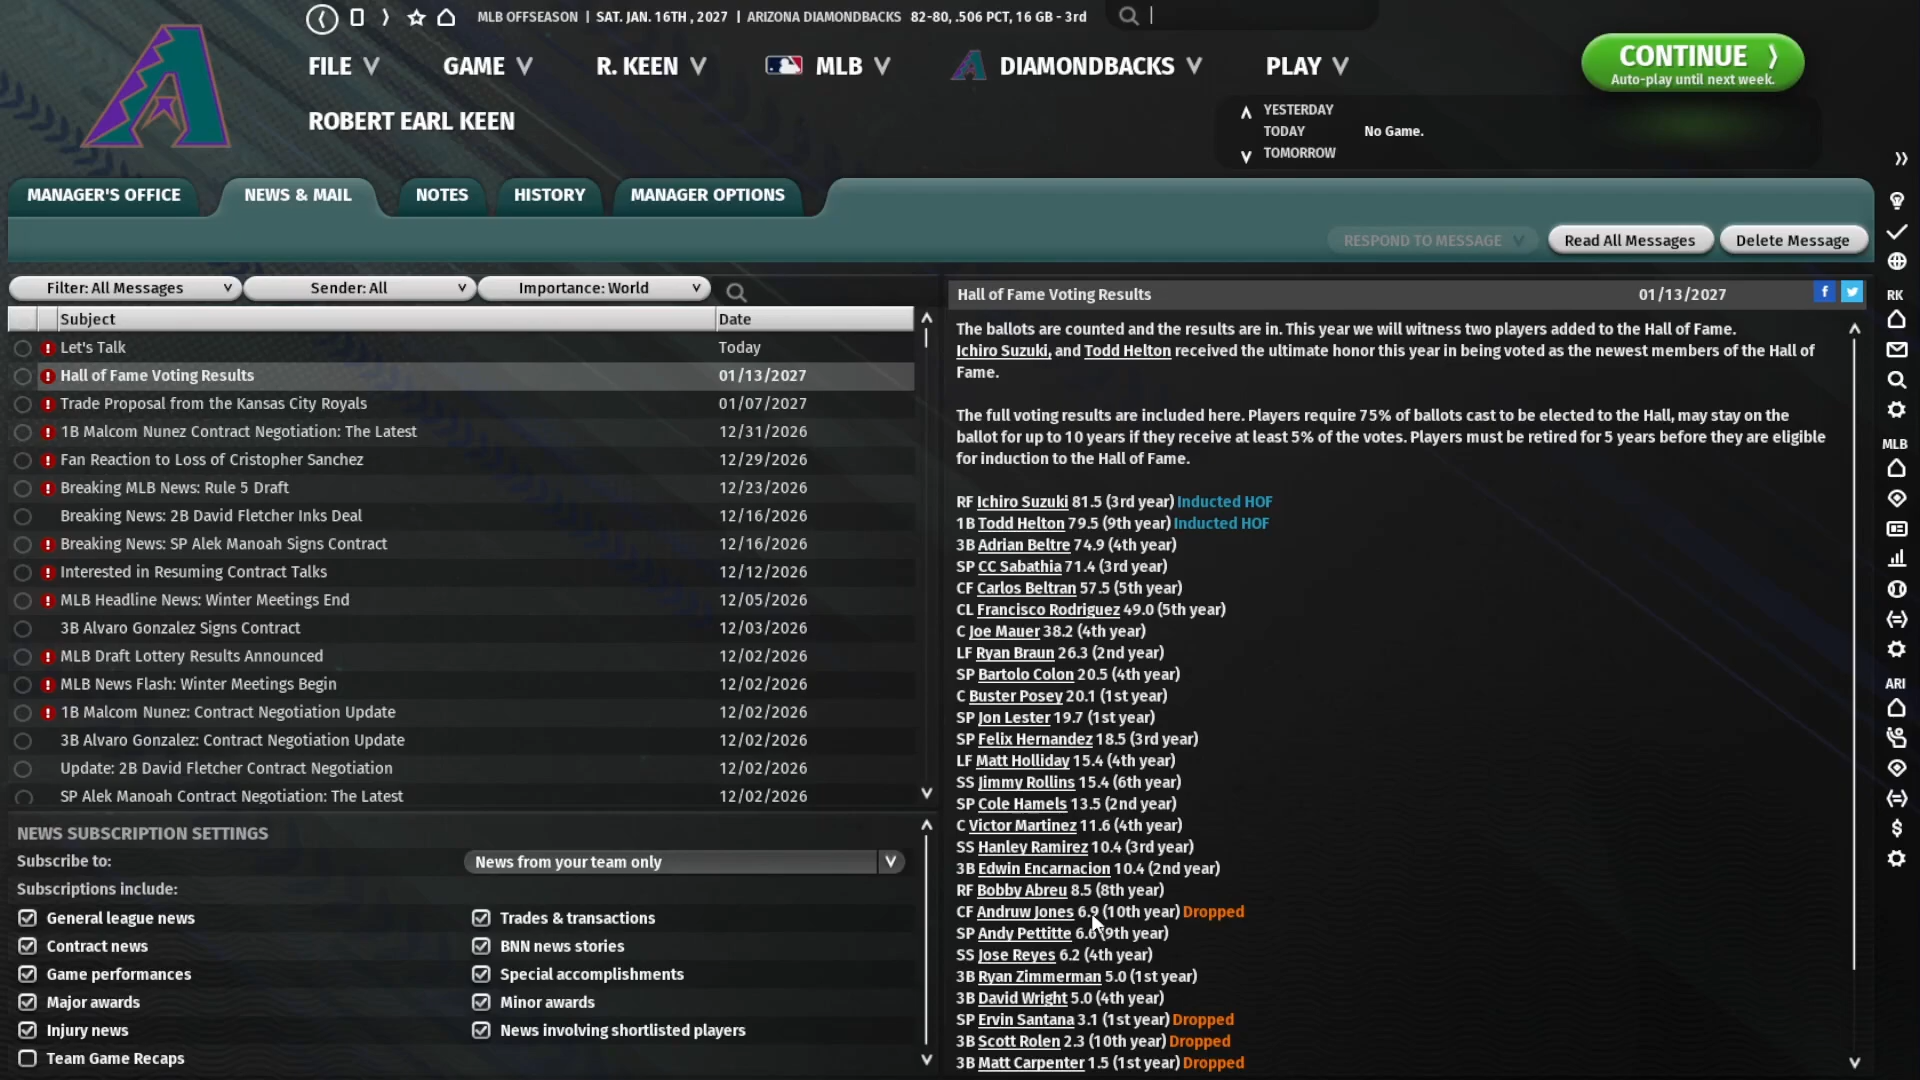 MLB OFFSEASON | SAT. JAN. 16TH , 2027 | ARIZONA DIAMONDBACKS 82-80, .506 PCT, 16 GB - 3rd
FILE GAME R. KEEN MLB DIAMONDBACKS PLAY
CONTINUE
Auto-play until next week.
ROBERT EARL KEEN
YESTERDAY
TODAY No Game.
TOMORROW
MANAGER'S OFFICE NEWS & MAIL NOTES HISTORY MANAGER OPTIONS
RESPOND TO MESSAGE Read All Messages Delete Message
Filter: All Messages Sender: All Importance: World
Subject Date
Let's Talk Today
Hall of Fame Voting Results 01/13/2027
Trade Proposal from the Kansas City Royals 01/07/2027
1B Malcom Nunez Contract Negotiation: The Latest 12/31/2026
Fan Reaction to Loss of Cristopher Sanchez 12/29/2026
Breaking MLB News: Rule 5 Draft 12/23/2026
Breaking News: 2B David Fletcher Inks Deal 12/16/2026
Breaking News: SP Alek Manoah Signs Contract 12/16/2026
Interested in Resuming Contract Talks 12/12/2026
MLB Headline News: Winter Meetings End 12/05/2026
3B Alvaro Gonzalez Signs Contract 12/03/2026
MLB Draft Lottery Results Announced 12/02/2026
MLB News Flash: Winter Meetings Begin 12/02/2026
1B Malcom Nunez: Contract Negotiation Update 12/02/2026
3B Alvaro Gonzalez: Contract Negotiation Update 12/02/2026
Update: 2B David Fletcher Contract Negotiation 12/02/2026
SP Alek Manoah Contract Negotiation: The Latest 12/02/2026
NEWS SUBSCRIPTION SETTINGS
Subscribe to: News from your team only
Subscriptions include:
General league news Trades & transactions
Contract news BNN news stories
Game performances Special accomplishments
Major awards Minor awards
Injury news News involving shortlisted players
Team Game Recaps
Hall of Fame Voting Results 01/13/2027
The ballots are counted and the results are in. This year we will witness two players added to the Hall of Fame.
Ichiro Suzuki, and Todd Helton received the ultimate honor this year in being voted as the newest members of the Hall of
Fame.
The full voting results are included here. Players require 75% of ballots cast to be elected to the Hall, may stay on the
ballot for up to 10 years if they receive at least 5% of the votes. Players must be retired for 5 years before they are eligible
for induction to the Hall of Fame.
RF Ichiro Suzuki 81.5 (3rd year) Inducted HOF
1B Todd Helton 79.5 (9th year) Inducted HOF
3B Adrian Beltre 74.9 (4th year)
SP CC Sabathia 71.4 (3rd year)
CF Carlos Beltran 57.5 (5th year)
CL Francisco Rodriguez 49.0 (5th year)
C Joe Mauer 38.2 (4th year)
LF Ryan Braun 26.3 (2nd year)
SP Bartolo Colon 20.5 (4th year)
C Buster Posey 20.1 (1st year)
SP Jon Lester 19.7 (1st year)
SP Felix Hernandez 18.5 (3rd year)
LF Matt Holliday 15.4 (4th year)
SS Jimmy Rollins 15.4 (6th year)
SP Cole Hamels 13.5 (2nd year)
C Victor Martinez 11.6 (4th year)
SS Hanley Ramirez 10.4 (3rd year)
3B Edwin Encarnacion 10.4 (2nd year)
RF Bobby Abreu 8.5 (8th year)
CF Andruw Jones 6.9 (10th year) Dropped
SP Andy Pettitte 6.6 (9th year)
SS Jose Reyes 6.2 (4th year)
3B Ryan Zimmerman 5.0 (1st year)
3B David Wright 5.0 (4th year)
SP Ervin Santana 3.1 (1st year) Dropped
3B Scott Rolen 2.3 (10th year) Dropped
3B Matt Carpenter 1.5 (1st year) Dropped
RK
MLB
ARI